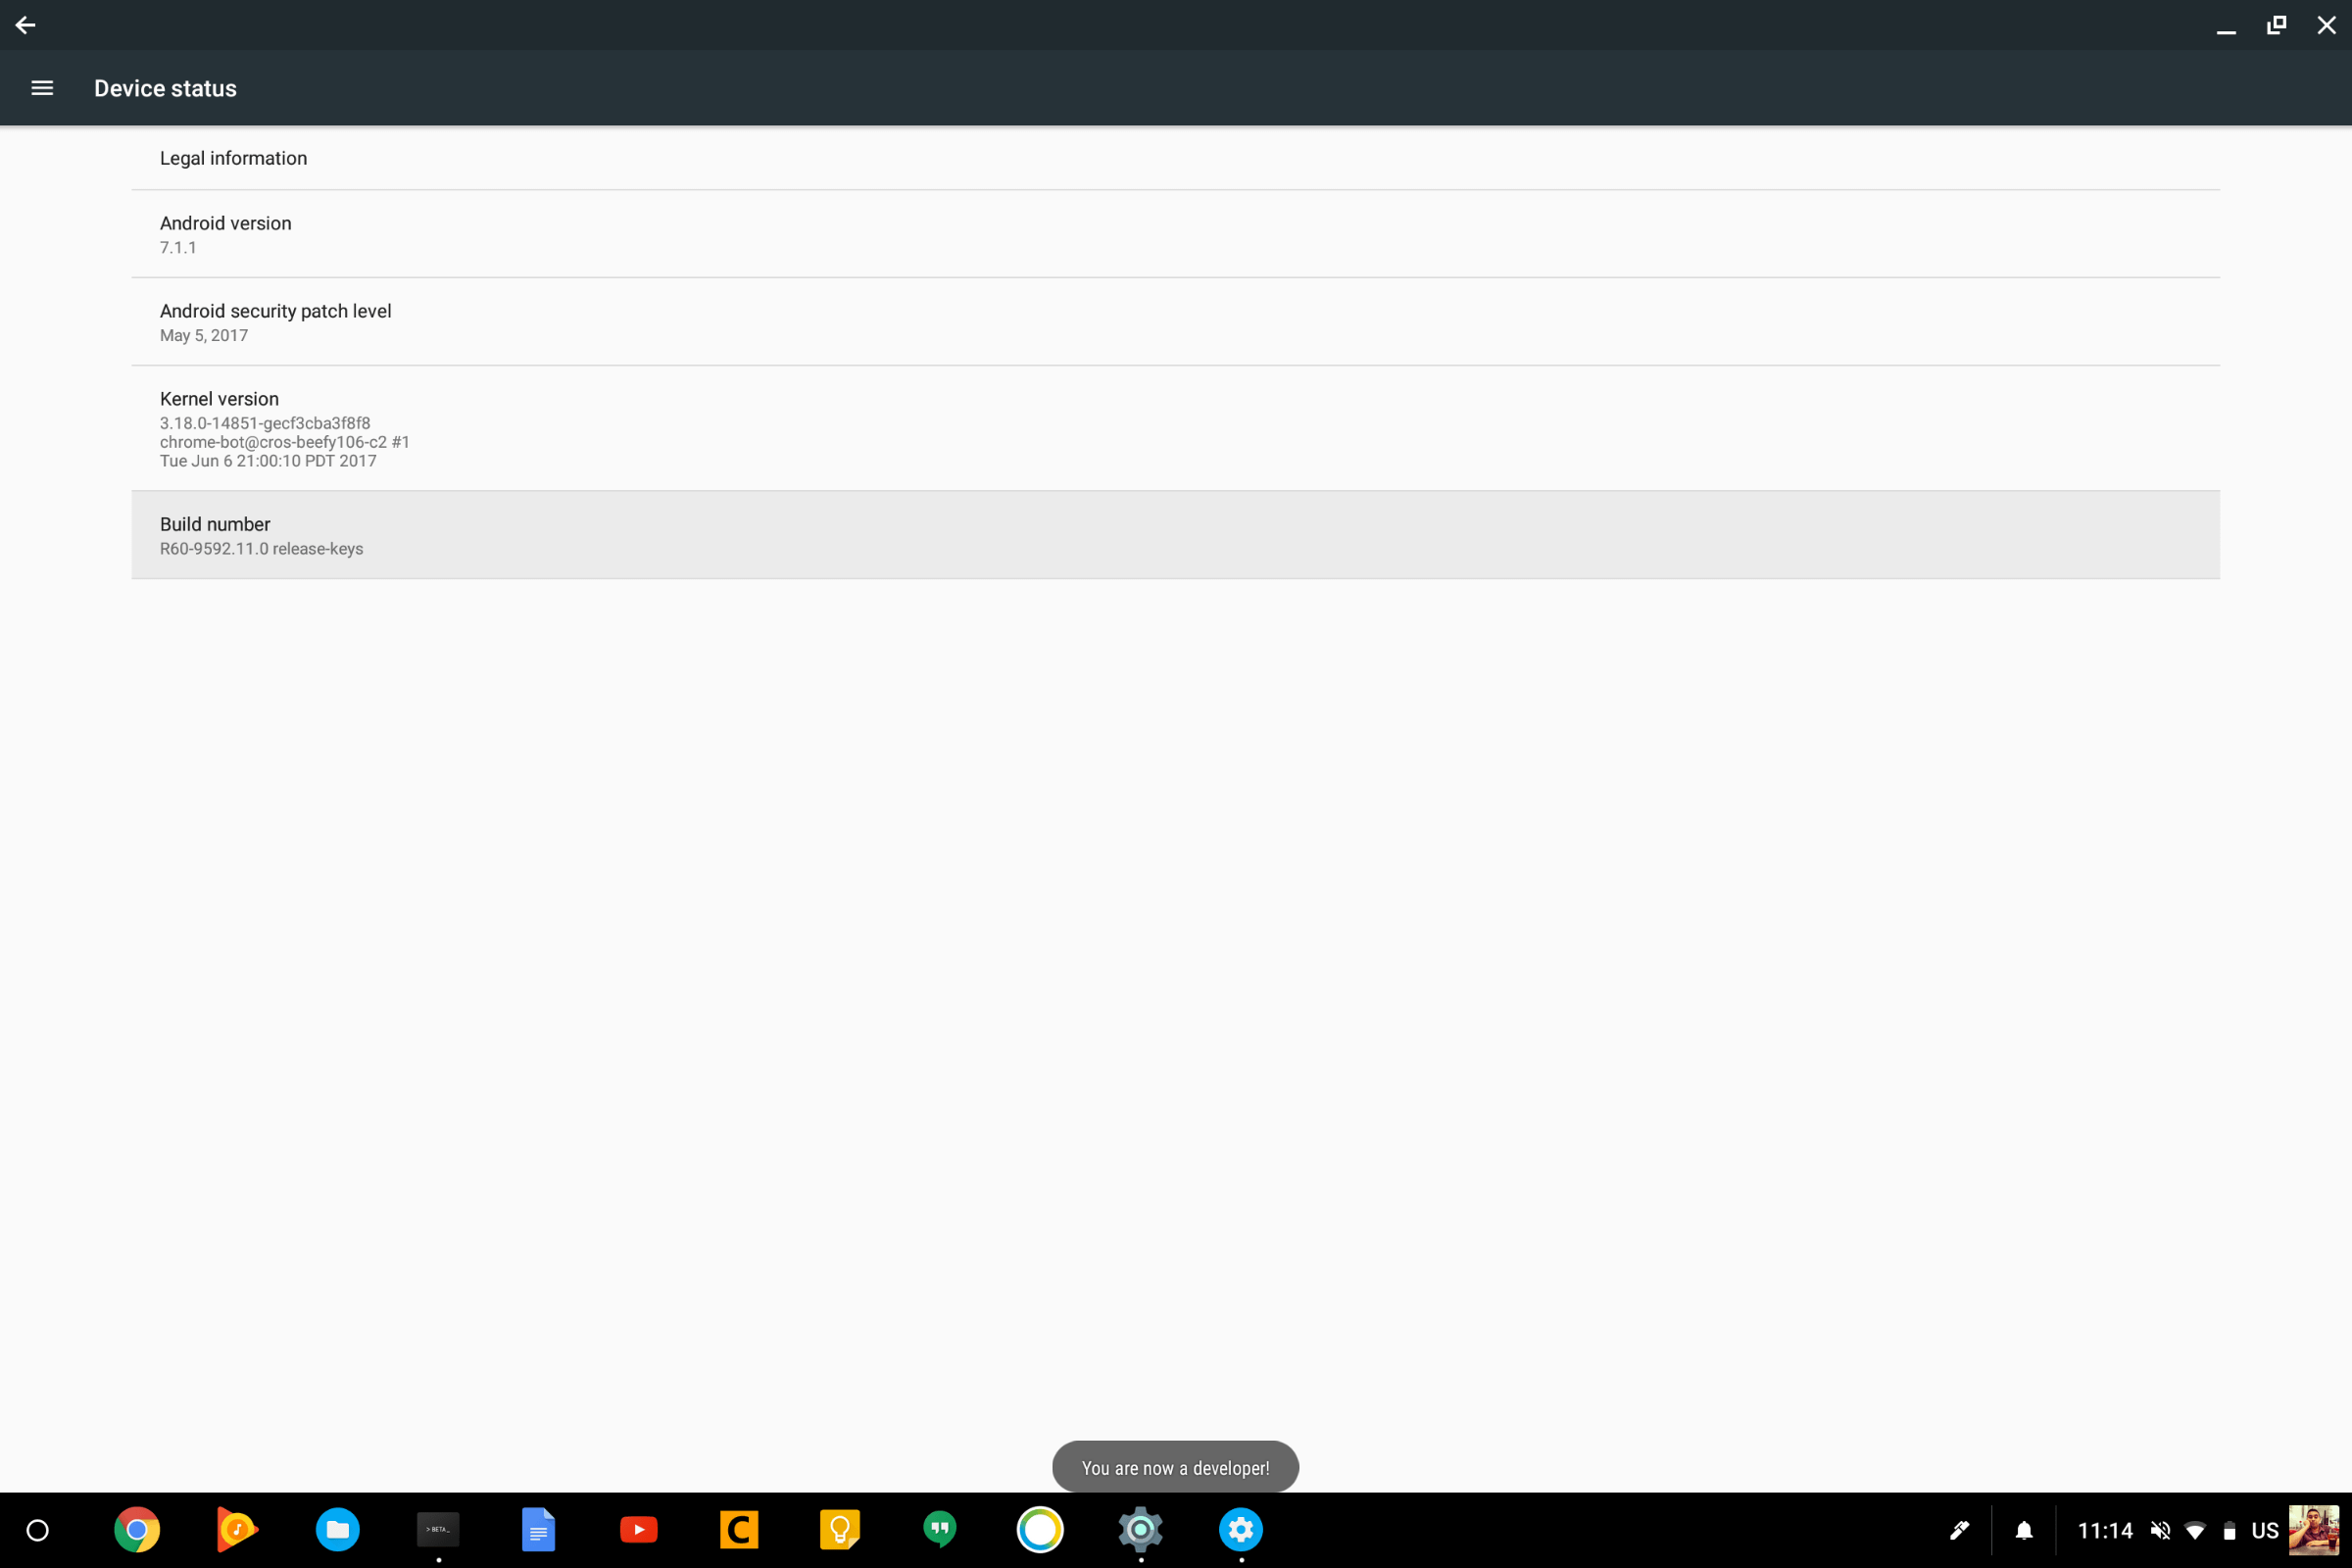 Device status
Legal information
Android version
7.1.1
Android security patch level
May 5, 2017
Kernel version
3.18.0-14851-gecf3cba3f8f8
chrome-bot@cros-beefy106-c2 #1
Tue Jun 6 21:00:10 PDT 2017
Build number
R60-9592.11.0 release-keys
You are now a developer!
> BETA_
C
11:14
US